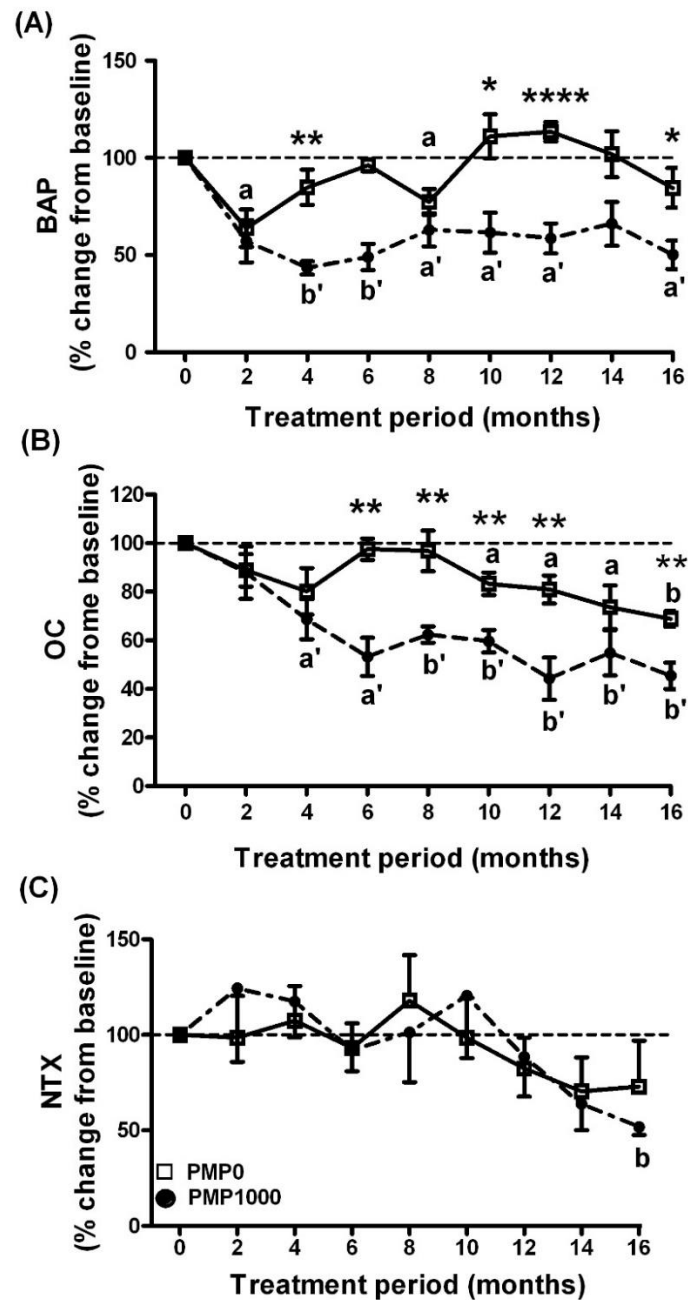 (A)
150
* **** *
** a
100
a
50
a' a' a' a'
b' b'
0
0 2 4 6 8 10 12 14 16
BAP
(% change from baseline)
Treatment period (months)
(B)
120
** ** ** ** **
100
a a a b
80
60
a' a' b' b' b' b' b'
40
20
0
0 2 4 6 8 10 12 14 16
OC
(% change frome baseline)
Treatment period (months)
(C)
150
100
50
b
0
0 2 4 6 8 10 12 14 16
NTX
(% change from baseline)
PMP0
PMP1000
Treatment period (months)